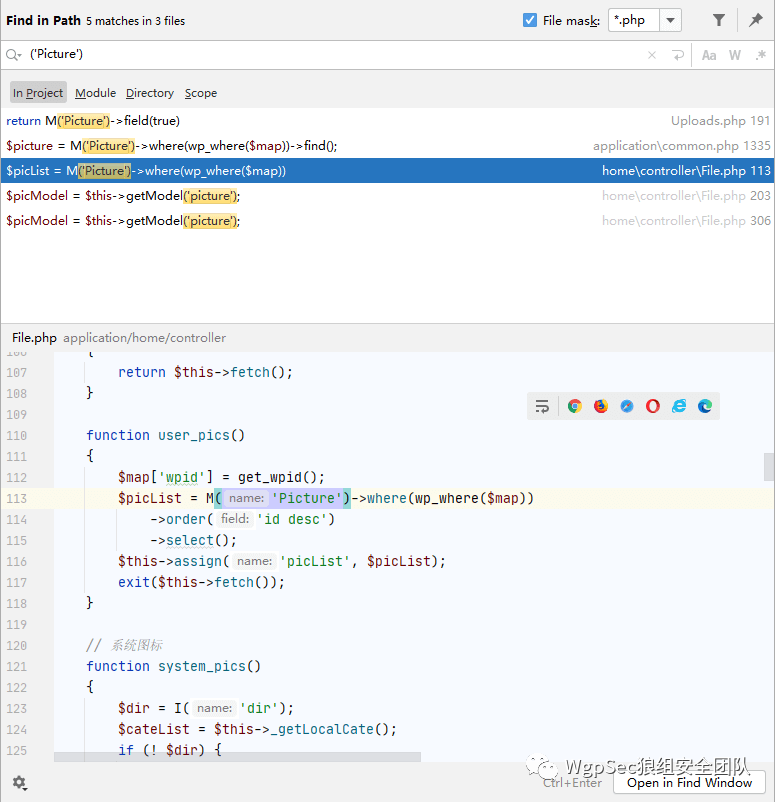 Find in Path 5 matches in 3 files File mask: *.php
('Picture') Aa W .*
In Project Module Directory Scope
return M('Picture')->field(true) Uploads.php 191
$picture = M('Picture')->where(wp_where($map))->find(); application\common.php 1335
$picList = M('Picture')->where(wp_where($map)) home\controller\File.php 113
$picModel = $this->getModel('picture'); home\controller\File.php 203
$picModel = $this->getModel('picture'); home\controller\File.php 306
File.php application/home/controller
106 {
107 return $this->fetch();
108 }
109
110 function user_pics()
111 {
112 $map['wpid'] = get_wpid();
113 $picList = M( name: 'Picture')->where(wp_where($map))
114 ->order( field: 'id desc')
115 ->select();
116 $this->assign( name: 'picList', $picList);
117 exit($this->fetch());
118 }
119
120 // 系统图标
121 function system_pics()
122 {
123 $dir = I( name: 'dir');
124 $cateList = $this->_getLocalCate();
125 if (! $dir) {
WgpSec狼组安全团队
Ctrl+Enter Open in Find Window